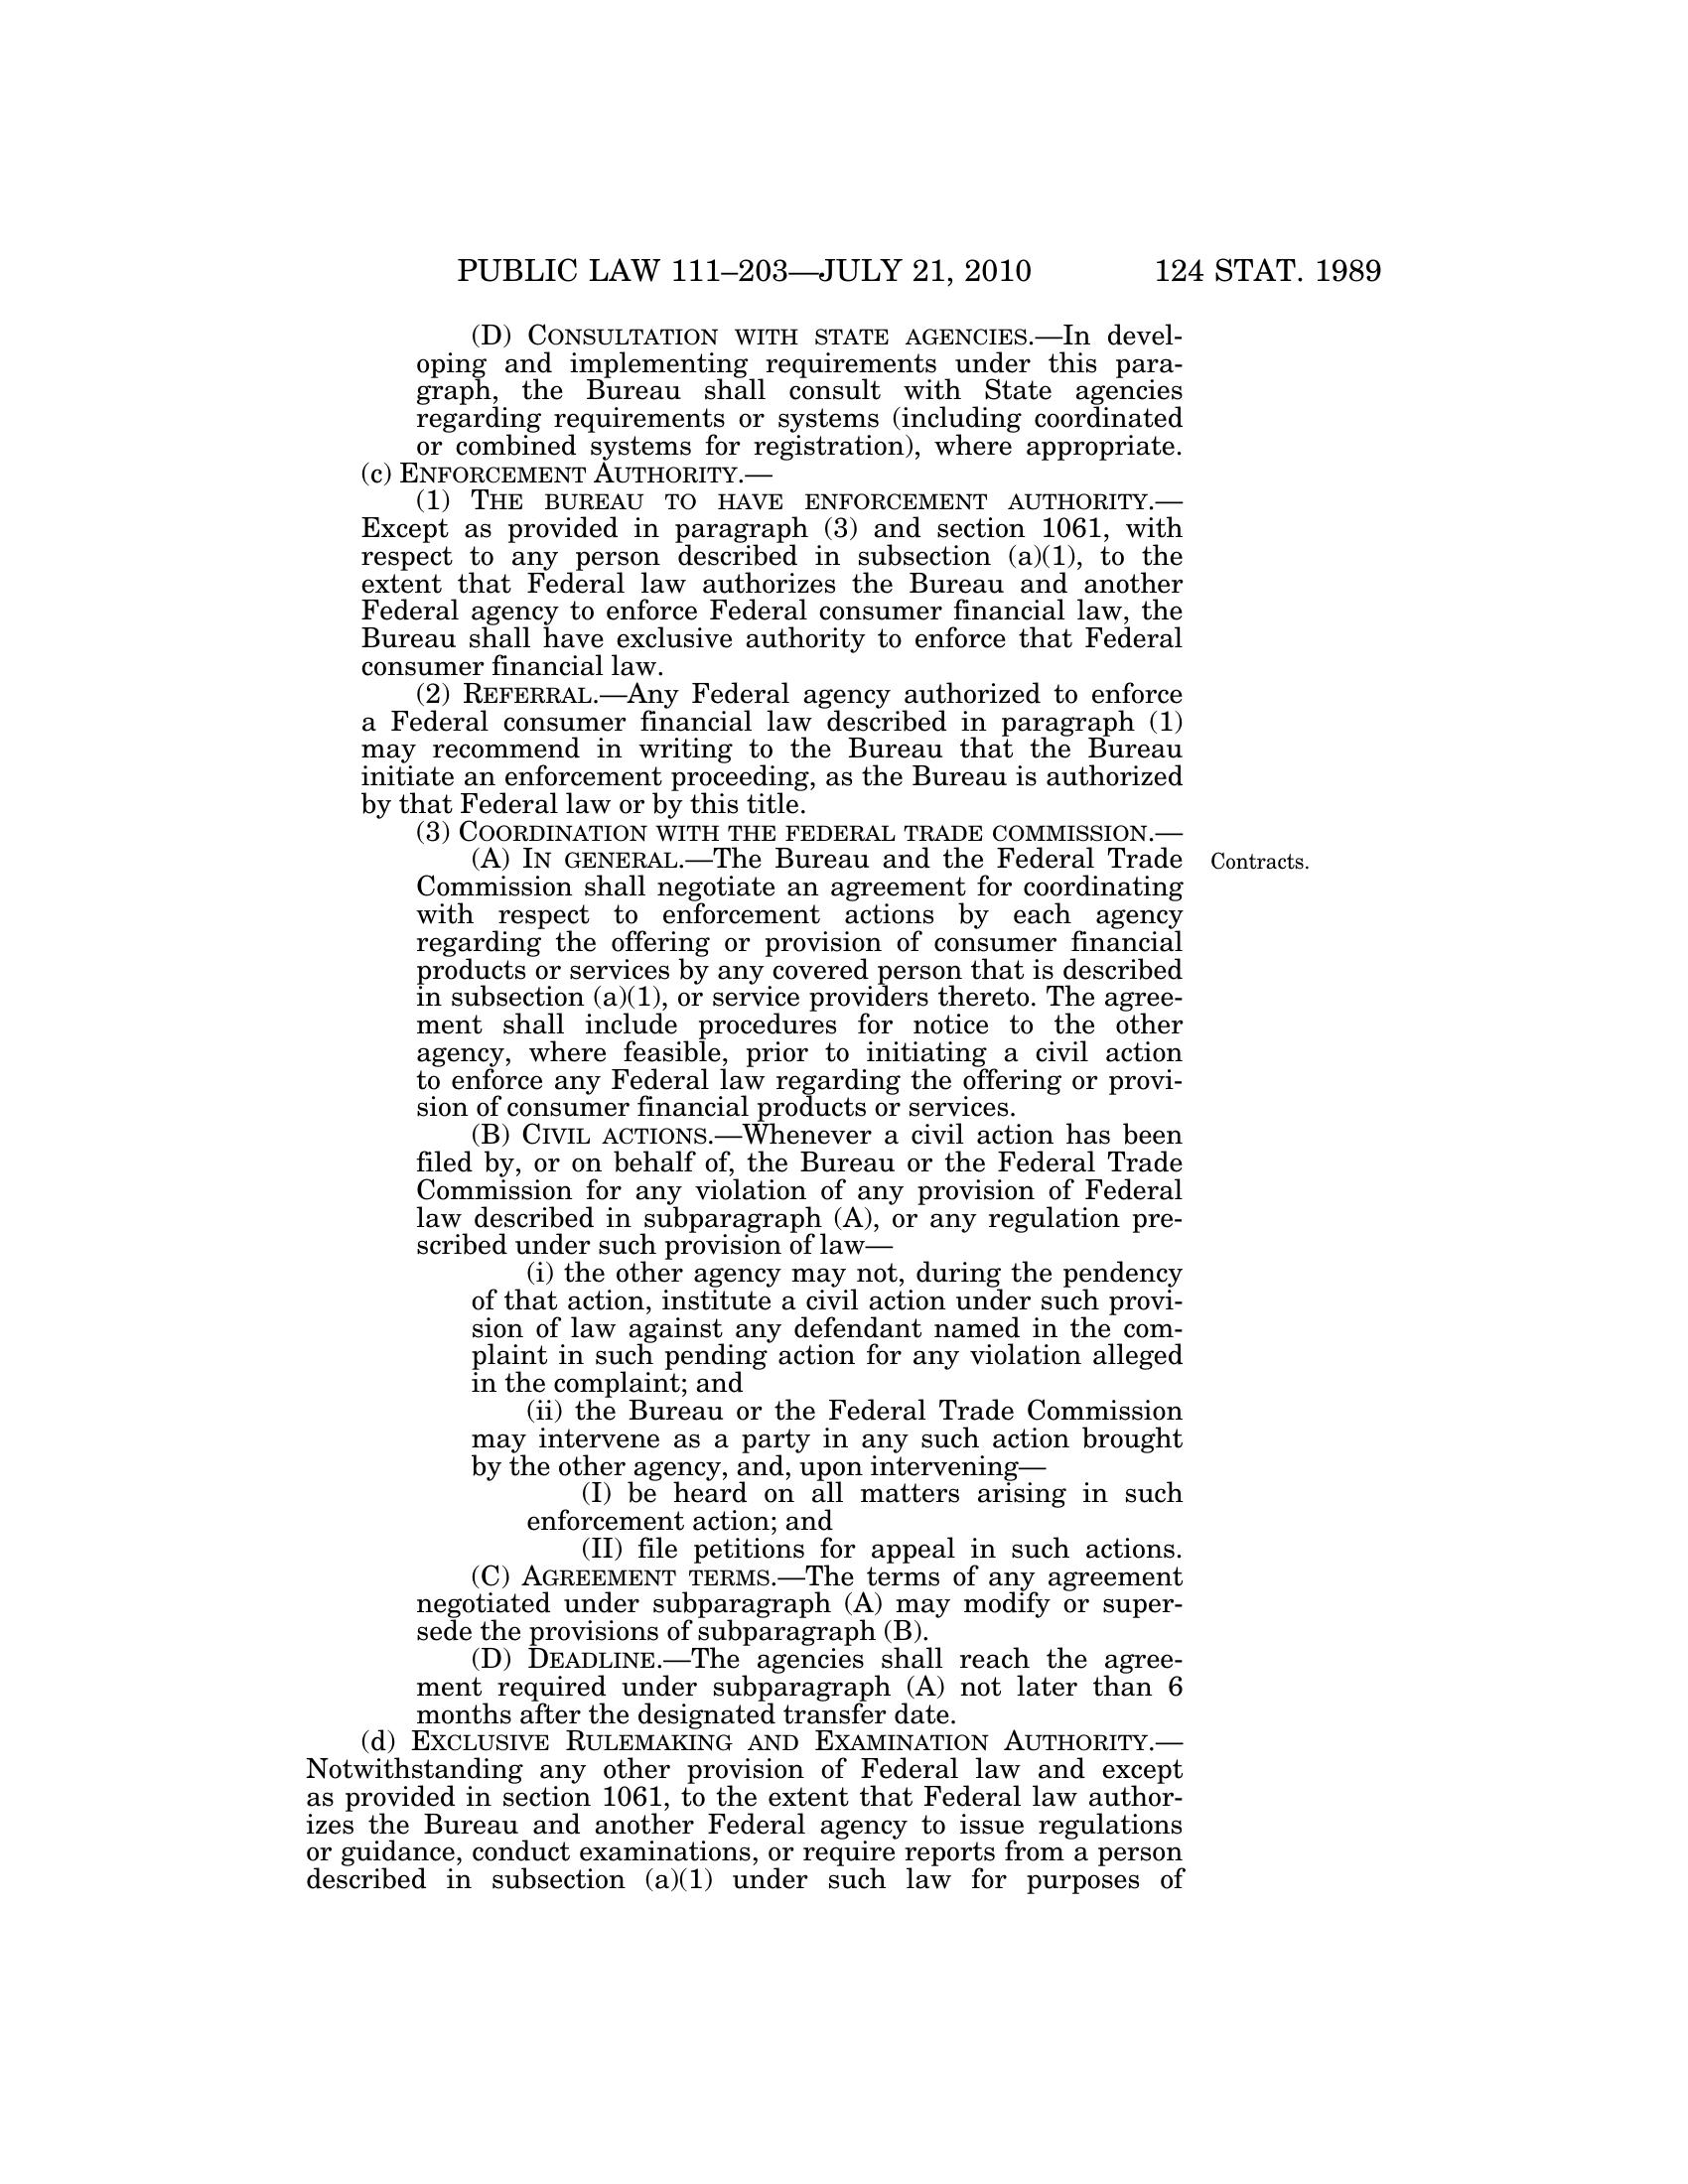 PUBLIC LAW 111–203—JULY 21, 2010 124 STAT. 1989
(D) CONSULTATION WITH STATE AGENCIES.—In devel-
oping and implementing requirements under this para-
graph, the Bureau shall consult with State agencies
regarding requirements or systems (including coordinated
or combined systems for registration), where appropriate.
(c) ENFORCEMENT AUTHORITY.—
(1) THE BUREAU TO HAVE ENFORCEMENT AUTHORITY.—
Except as provided in paragraph (3) and section 1061, with
respect to any person described in subsection (a)(1), to the
extent that Federal law authorizes the Bureau and another
Federal agency to enforce Federal consumer financial law, the
Bureau shall have exclusive authority to enforce that Federal
consumer financial law.
(2) REFERRAL.—Any Federal agency authorized to enforce
a Federal consumer financial law described in paragraph (1)
may recommend in writing to the Bureau that the Bureau
initiate an enforcement proceeding, as the Bureau is authorized
by that Federal law or by this title.
(3) COORDINATION WITH THE FEDERAL TRADE COMMISSION.—
(A) IN GENERAL.—The Bureau and the Federal Trade
Contracts.
Commission shall negotiate an agreement for coordinating
with respect to enforcement actions by each agency
regarding the offering or provision of consumer financial
products or services by any covered person that is described
in subsection (a)(1), or service providers thereto. The agree-
ment shall include procedures for notice to the other
agency, where feasible, prior to initiating a civil action
to enforce any Federal law regarding the offering or provi-
sion of consumer financial products or services.
(B) CIVIL ACTIONS.—Whenever a civil action has been
filed by, or on behalf of, the Bureau or the Federal Trade
Commission for any violation of any provision of Federal
law described in subparagraph (A), or any regulation pre-
scribed under such provision of law—
(i) the other agency may not, during the pendency
of that action, institute a civil action under such provi-
sion of law against any defendant named in the com-
plaint in such pending action for any violation alleged
in the complaint; and
(ii) the Bureau or the Federal Trade Commission
may intervene as a party in any such action brought
by the other agency, and, upon intervening—
(I) be heard on all matters arising in such
enforcement action; and
(II) file petitions for appeal in such actions.
(C) AGREEMENT TERMS.—The terms of any agreement
negotiated under subparagraph (A) may modify or super-
sede the provisions of subparagraph (B).
(D) DEADLINE.—The agencies shall reach the agree-
ment required under subparagraph (A) not later than 6
months after the designated transfer date.
(d) EXCLUSIVE RULEMAKING AND EXAMINATION AUTHORITY.—
Notwithstanding any other provision of Federal law and except
as provided in section 1061, to the extent that Federal law author-
izes the Bureau and another Federal agency to issue regulations
or guidance, conduct examinations, or require reports from a person
described in subsection (a)(1) under such law for purposes of